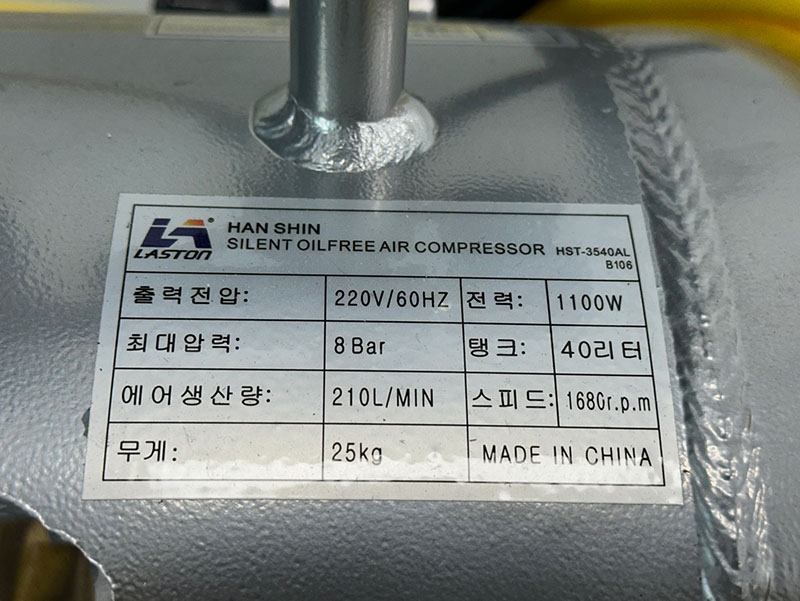 LASTON
HAN SHIN
SILENT OILFREE AIR COMPRESSOR HST-3540AL
B106
출력전압: 220V/60HZ 전력: 1100W
최대압력: 8 Bar 탱크: 40리터
에어생산량: 210L/MIN 스피드: 1680r.p.m
무게: 25kg MADE IN CHINA